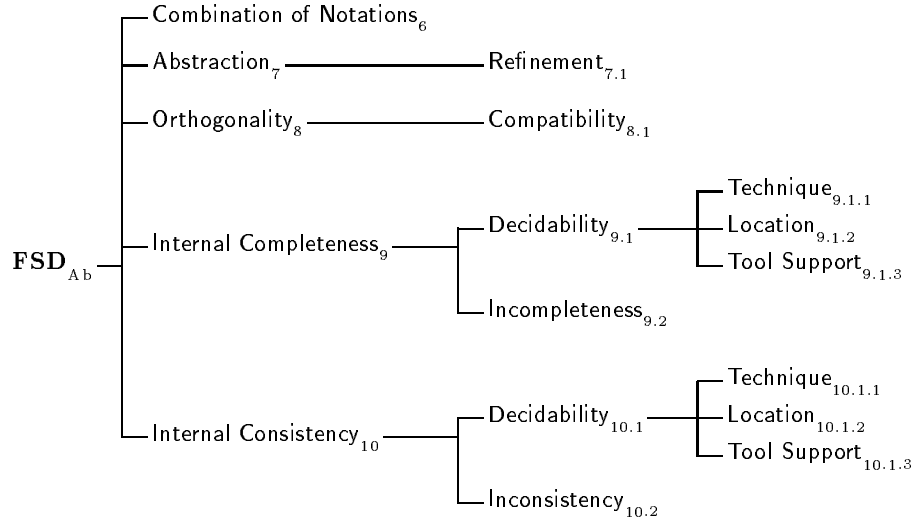 Combination of Notations6
Abstraction7 Refinement7.1
Orthogonality8 Compatibility8.1
Technique9.1.1
Decidability9.1 Location9.1.2
Internal Completeness9
FSDAb Tool Support9.1.3
Incompleteness9.2
Technique10.1.1
Decidability10.1 Location10.1.2
Internal Consistency10
Tool Support10.1.3
Inconsistency10.2